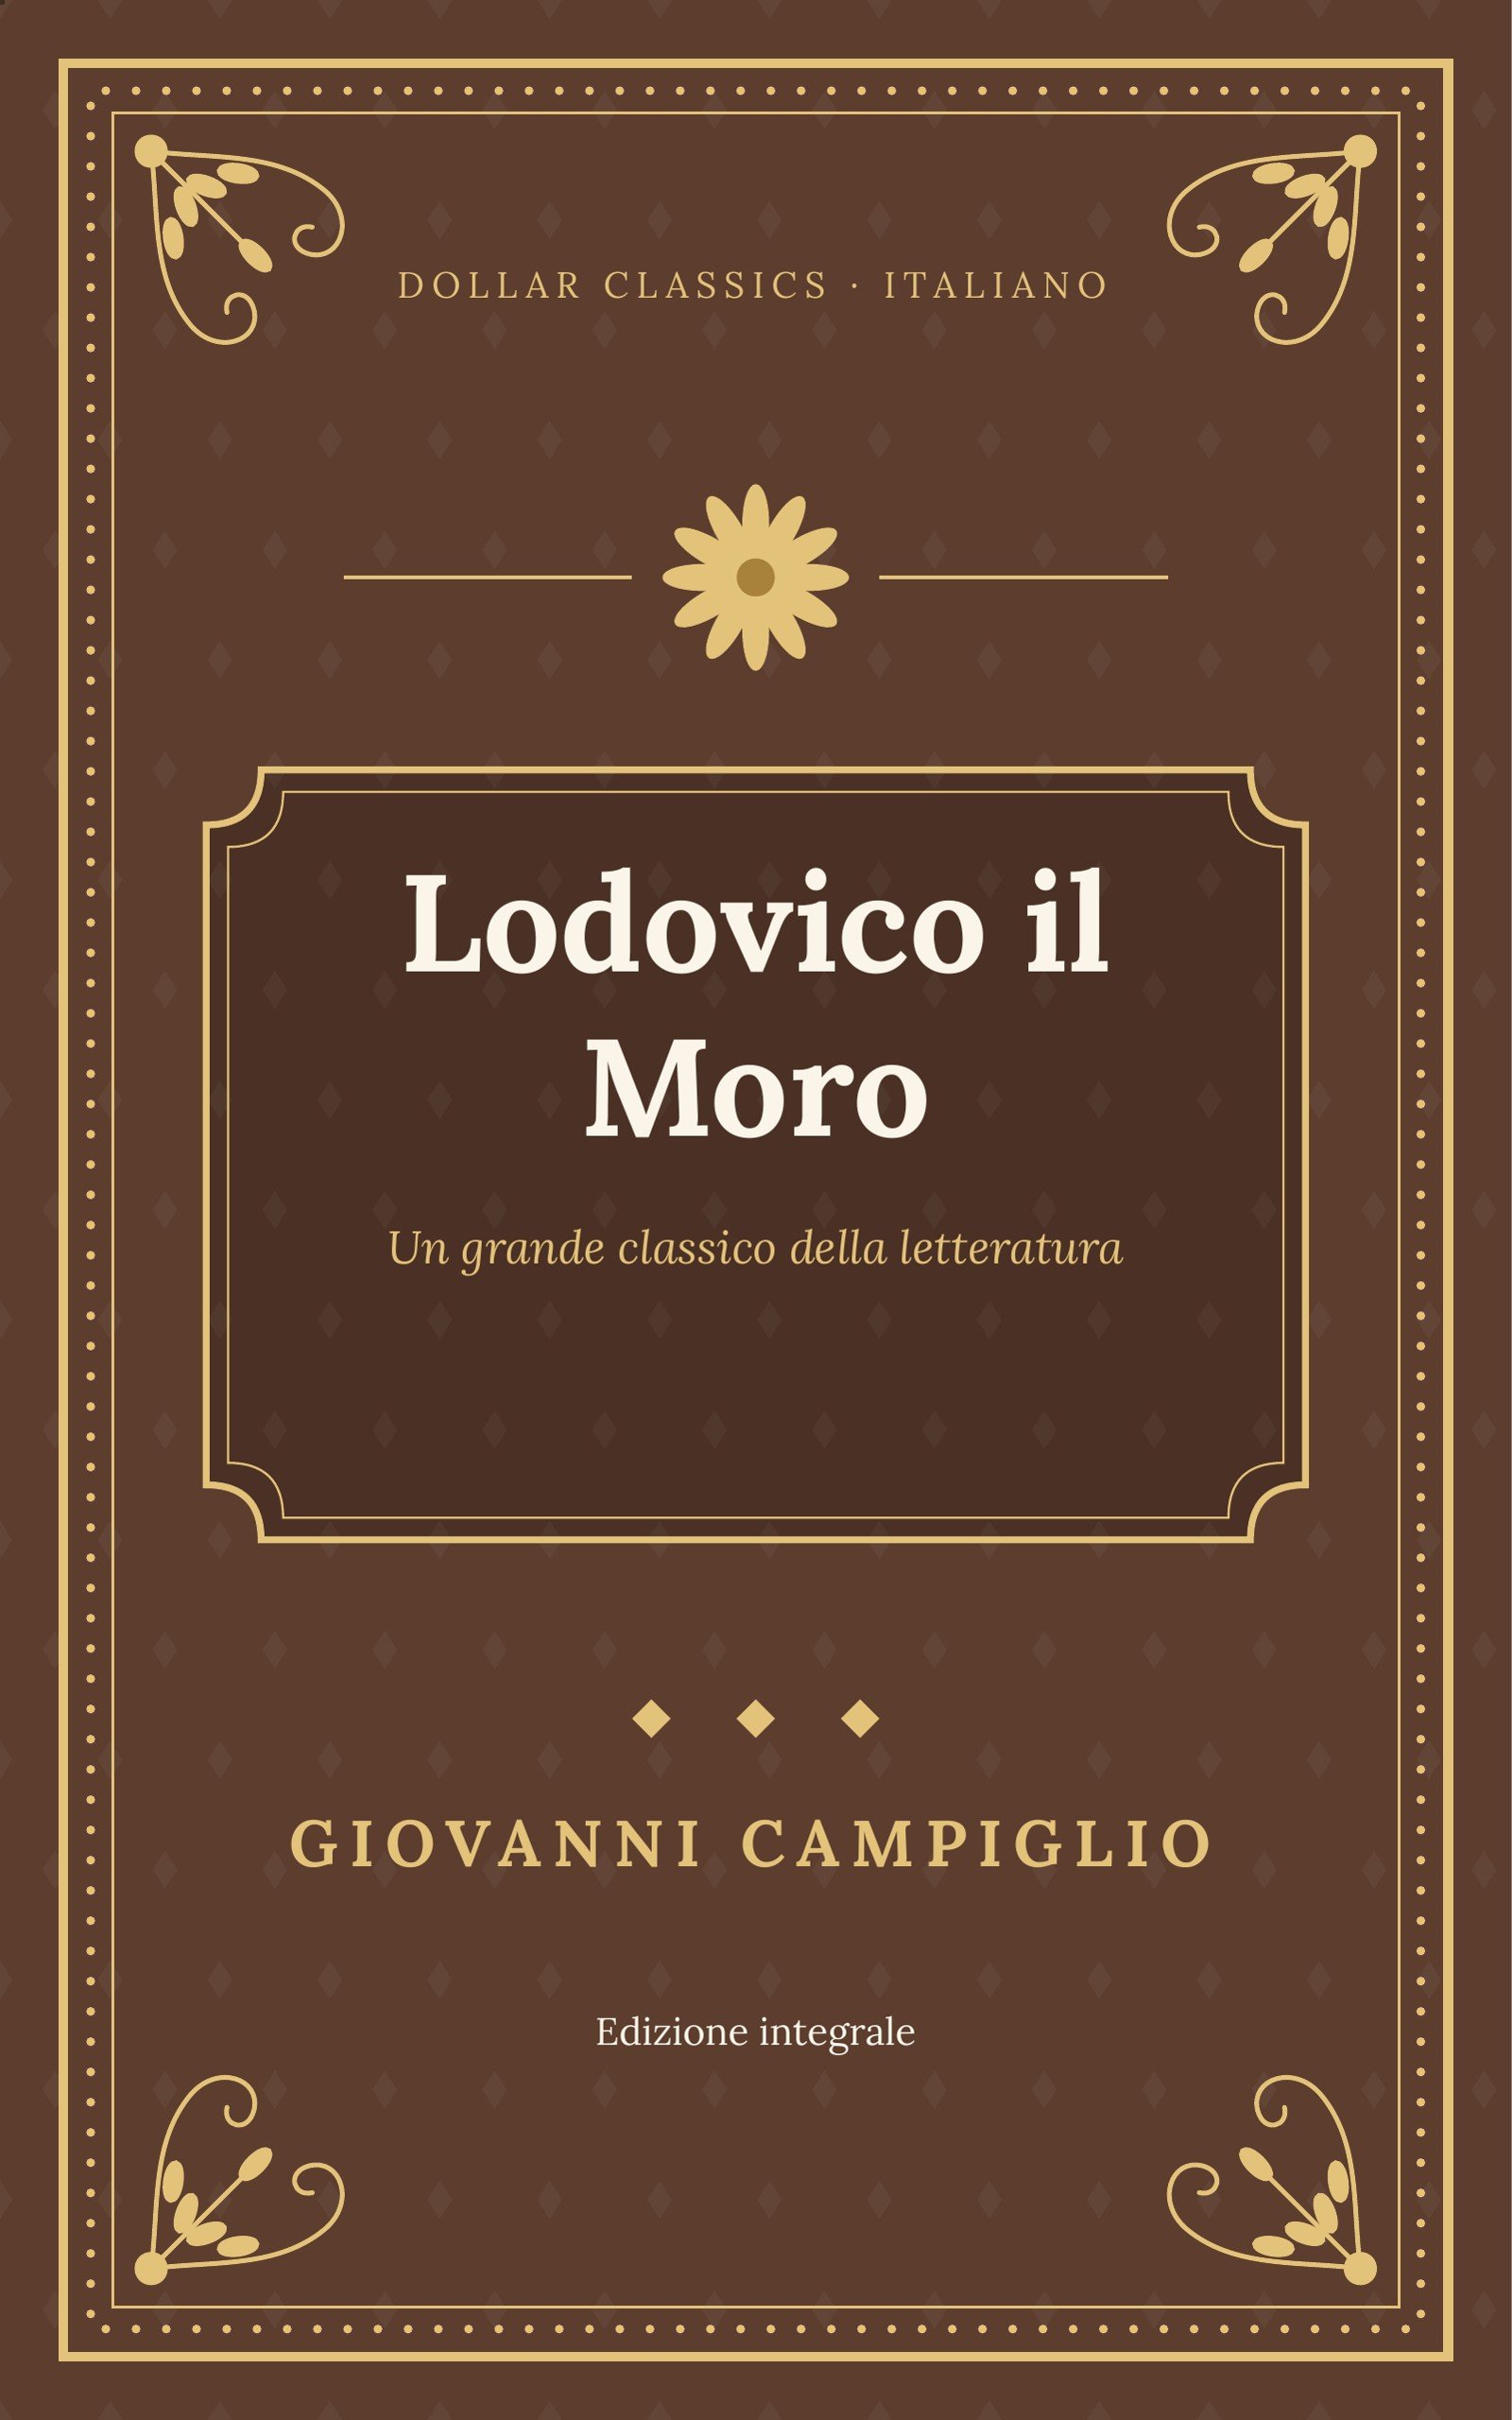 DOLLAR CLASSICS · ITALIANO
Lodovico il
Moro
Un grande classico della letteratura
GIOVANNI CAMPIGLIO
Edizione integrale